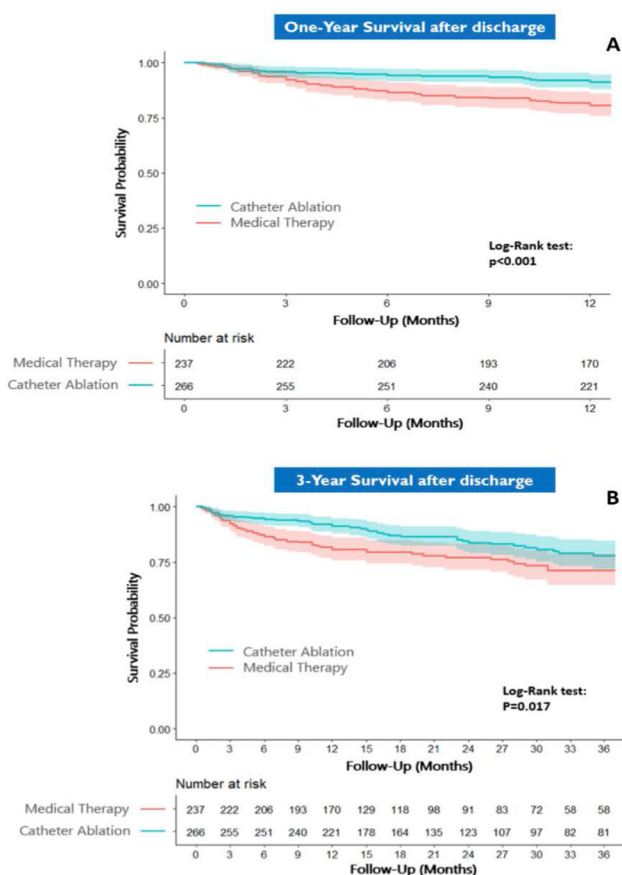 One-Year Survival after discharge
A
1.00
0.75
0.50
0.25
0.00
Survival Probability
Catheter Ablation
Medical Therapy
Log-Rank test:
p<0.001
0 3 6 9 12
Follow-Up (Months)
Number at risk
Medical Therapy 237 222 206 193 170
Catheter Ablation 266 255 251 240 221
0 3 6 9 12
Follow-Up (Months)
3-Year Survival after discharge
B
1.00
0.75
0.50
0.25
0.00
Survival Probability
Catheter Ablation
Medical Therapy
Log-Rank test:
P=0.017
0 3 6 9 12 15 18 21 24 27 30 33 36
Follow-Up (Months)
Number at risk
Medical Therapy 237 222 206 193 170 129 118 98 91 83 72 58 58
Catheter Ablation 266 255 251 240 221 178 164 135 123 107 97 82 81
0 3 6 9 12 15 18 21 24 27 30 33 36
Follow-Up (Months)